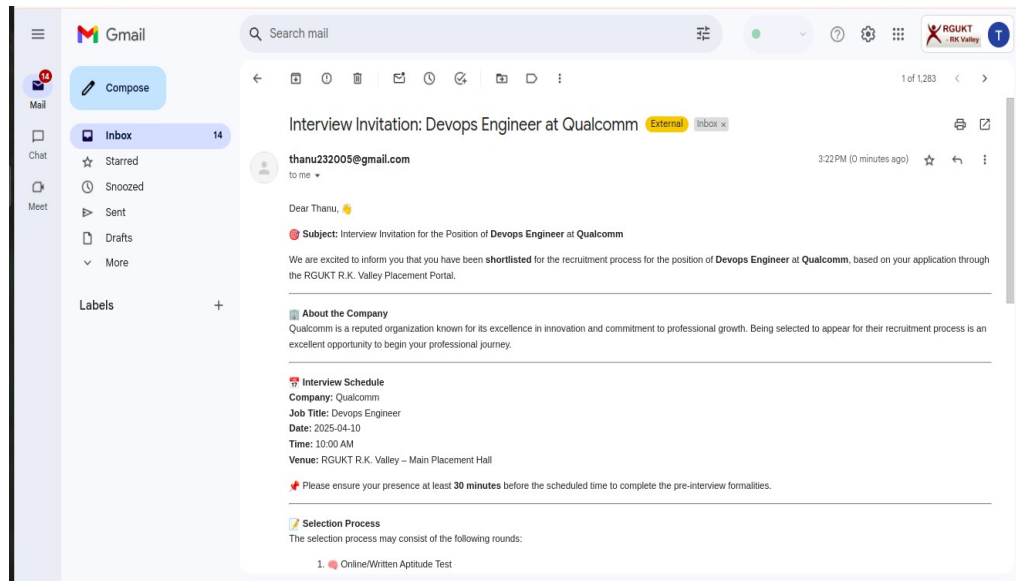 Gmail
Search mail
RGUKT
- RK Valley
T
14
Mail
Chat
Meet
Compose
Inbox 14
Starred
Snoozed
Sent
Drafts
More
Labels +
1 of 1,283
Interview Invitation: Devops Engineer at Qualcomm External Inbox ×
thanu232005@gmail.com 3:22 PM (0 minutes ago)
to me
Dear Thanu, 👋
🎯 Subject: Interview Invitation for the Position of Devops Engineer at Qualcomm
We are excited to inform you that you have been shortlisted for the recruitment process for the position of Devops Engineer at Qualcomm, based on your application through
the RGUKT R.K. Valley Placement Portal.
🏢 About the Company
Qualcomm is a reputed organization known for its excellence in innovation and commitment to professional growth. Being selected to appear for their recruitment process is an
excellent opportunity to begin your professional journey.
📅 Interview Schedule
Company: Qualcomm
Job Title: Devops Engineer
Date: 2025-04-10
Time: 10:00 AM
Venue: RGUKT R.K. Valley – Main Placement Hall
📌 Please ensure your presence at least 30 minutes before the scheduled time to complete the pre-interview formalities.
📝 Selection Process
The selection process may consist of the following rounds:
1. 🧠 Online/Written Aptitude Test